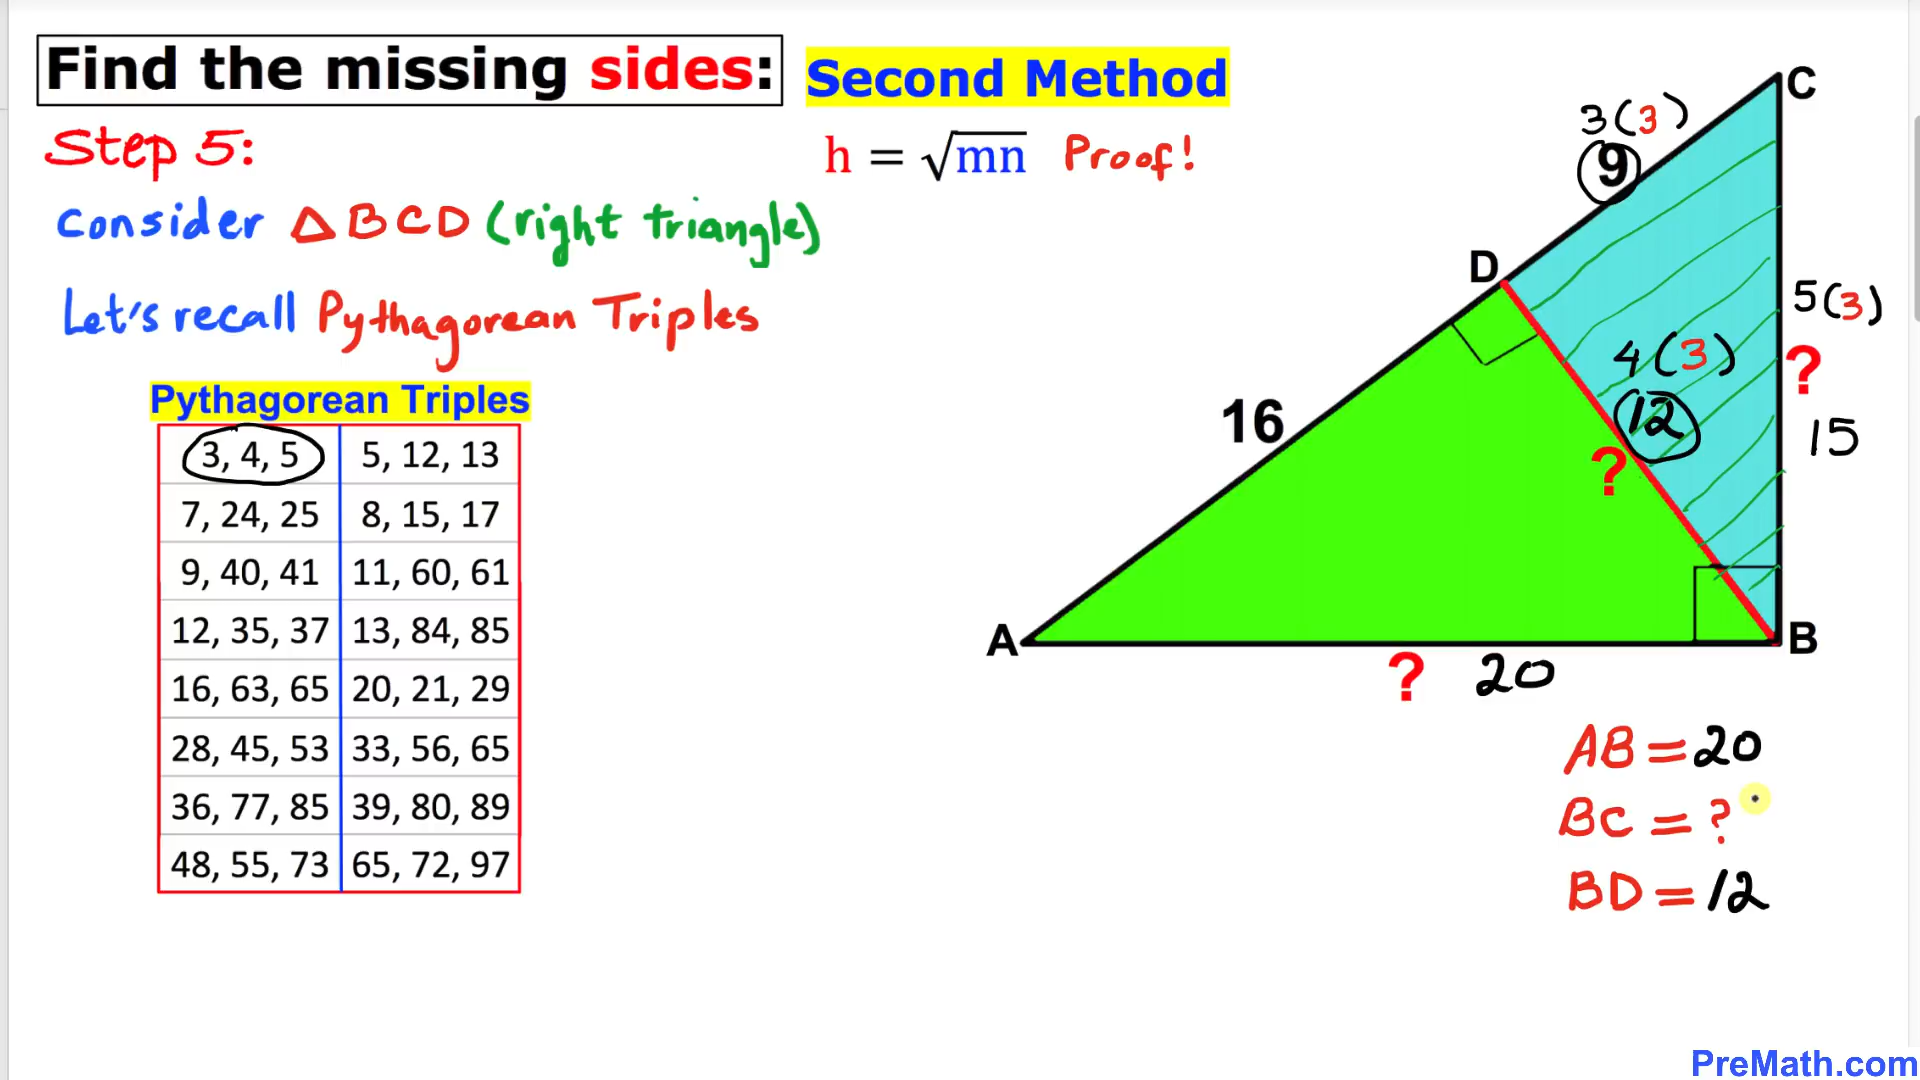 Find the missing sides:
Second Method
Step 5:
h = √mn Proof!
Consider △BCD (right triangle)
Let's recall Pythagorean Triples
Pythagorean Triples
3, 4, 5 5, 12, 13
7, 24, 25 8, 15, 17
9, 40, 41 11, 60, 61
12, 35, 37 13, 84, 85
16, 63, 65 20, 21, 29
28, 45, 53 33, 56, 65
36, 77, 85 39, 80, 89
48, 55, 73 65, 72, 97
C
3(3)
9
D
5(3)
4(3)
?
12
16
15
?
A
B
? 20
AB = 20
BC = ?
BD = 12
PreMath.com